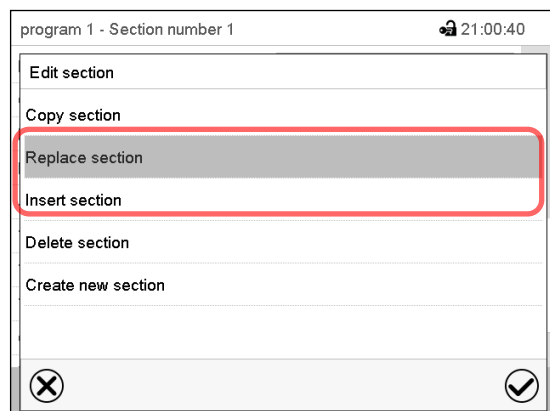 program 1 - Section number 1 21:00:40
Edit section
Copy section
Replace section
Insert section
Delete section
Create new section